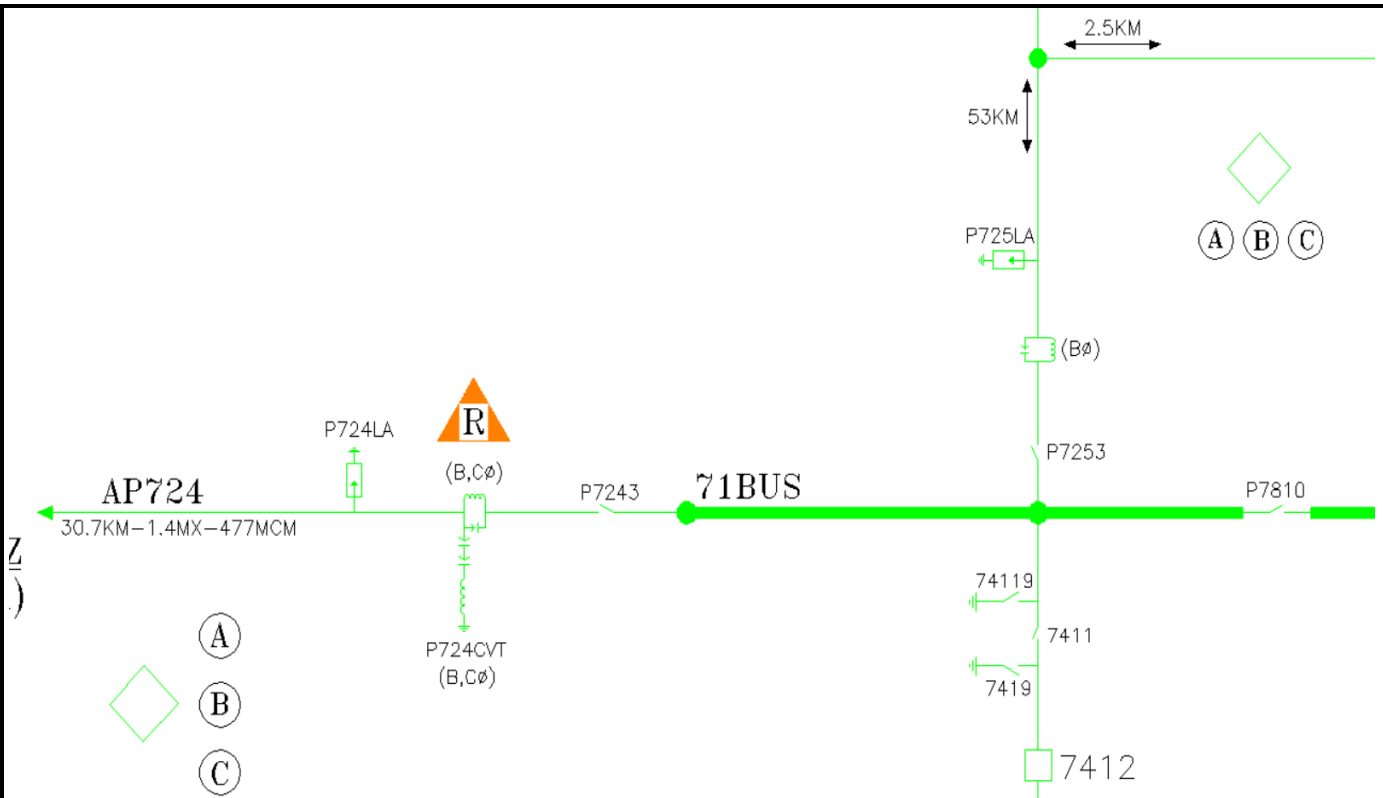 2.5KM
53KM
P725LA
A B C
(BØ)
P724LA
R
(B,CØ)
P7253
AP724
P7243
71BUS
P7810
30.7KM-1.4MX-477MCM
Z
)
74119
7411
A
P724CVT
(B,CØ)
7419
B
7412
C